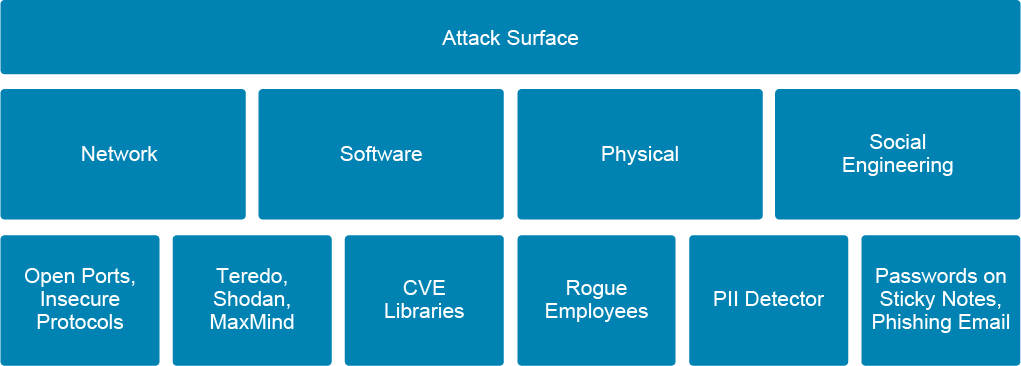 Attack Surface
Network
Software
Physical
Social
Engineering
Open Ports,
Insecure
Protocols
Teredo,
Shodan,
MaxMind
CVE
Libraries
Rogue
Employees
PII Detector
Passwords on
Sticky Notes,
Phishing Email